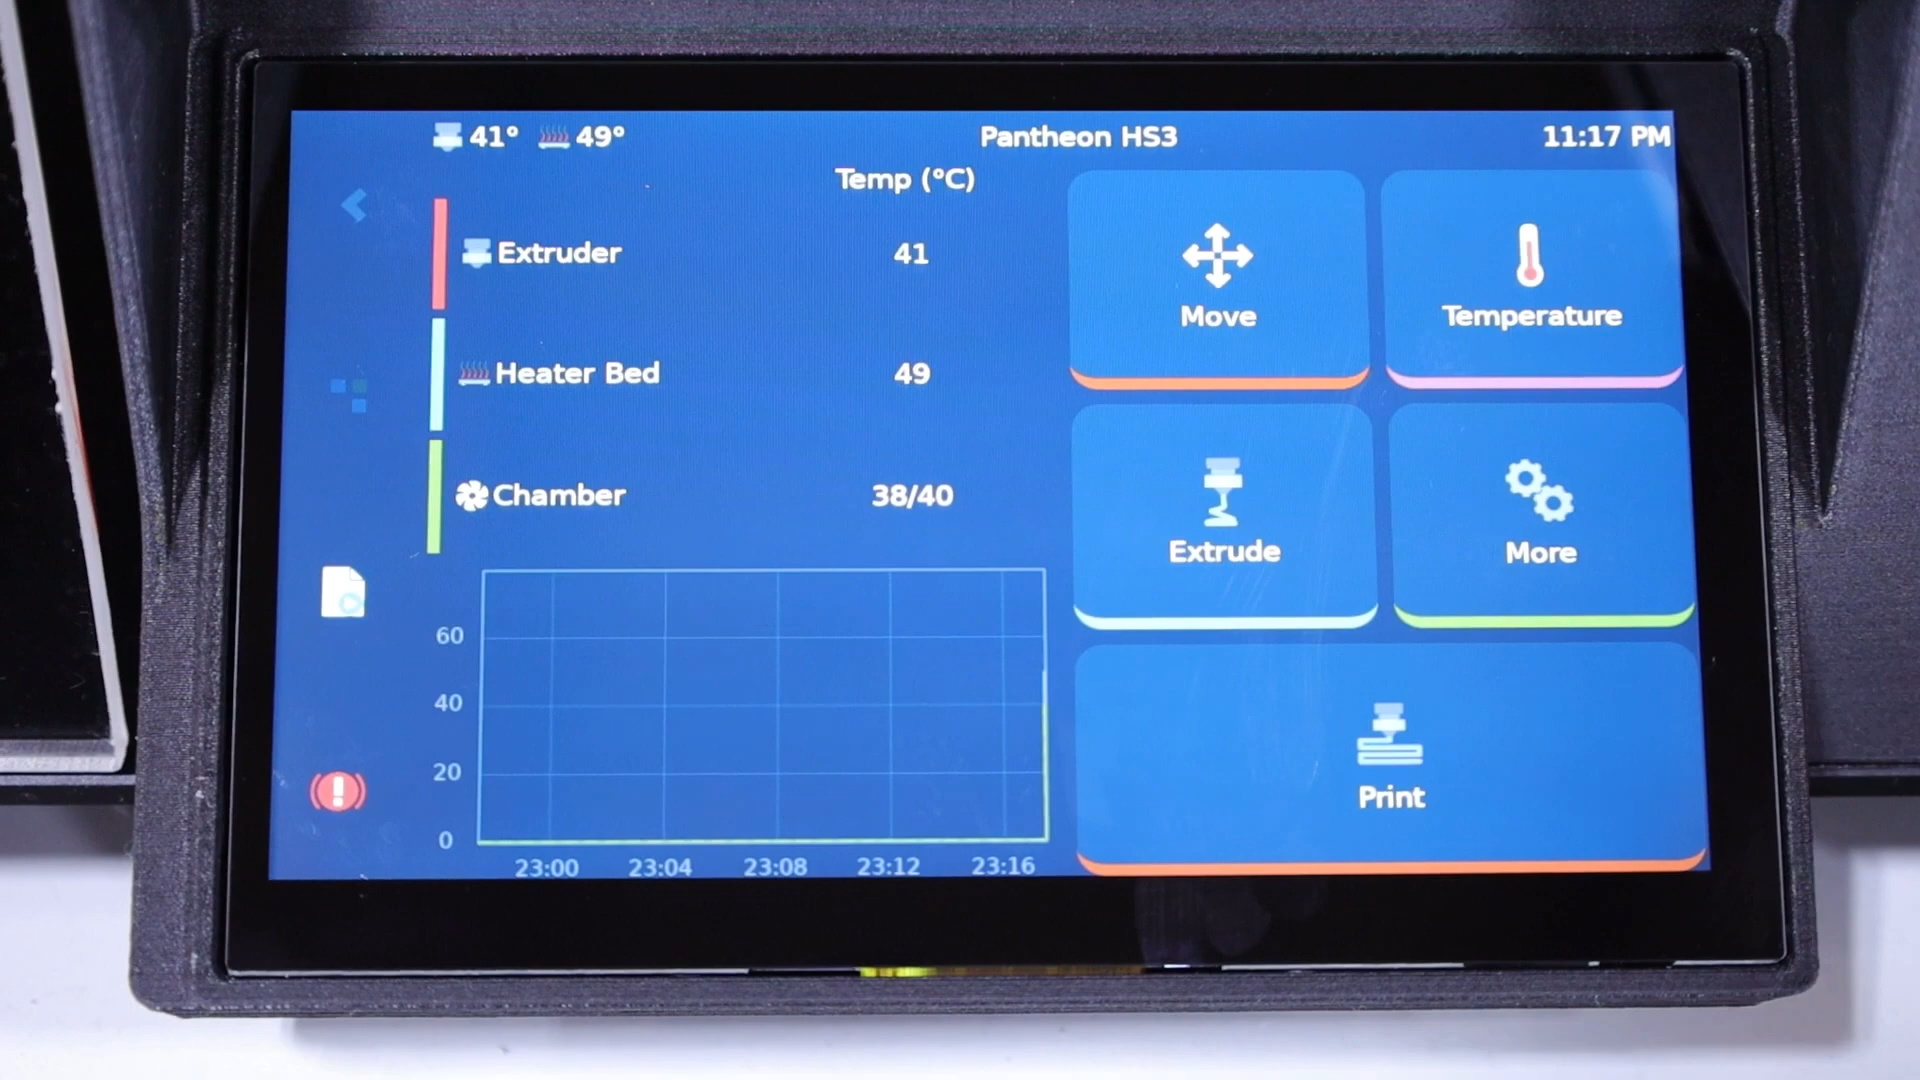 41° 49° Pantheon HS3 11:17 PM
Temp (°C)
Extruder 41
Heater Bed 49
Chamber 38/40
60
40
20
0
23:00 23:04 23:08 23:12 23:16
Move
Temperature
Extrude
More
Print